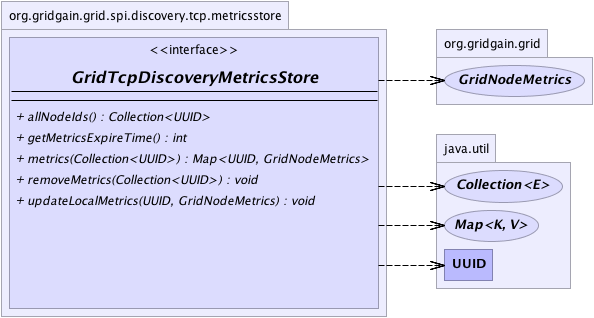 org.gridgain.grid.spi.discovery.tcp.metricsstore
<<interface>>
GridTcpDiscoveryMetricsStore
+ allNodeIds() : Collection<UUID>
+ getMetricsExpireTime() : int
+ metrics(Collection<UUID>) : Map<UUID, GridNodeMetrics>
+ removeMetrics(Collection<UUID>) : void
+ updateLocalMetrics(UUID, GridNodeMetrics) : void
org.gridgain.grid
GridNodeMetrics
java.util
Collection<E>
Map<K, V>
UUID